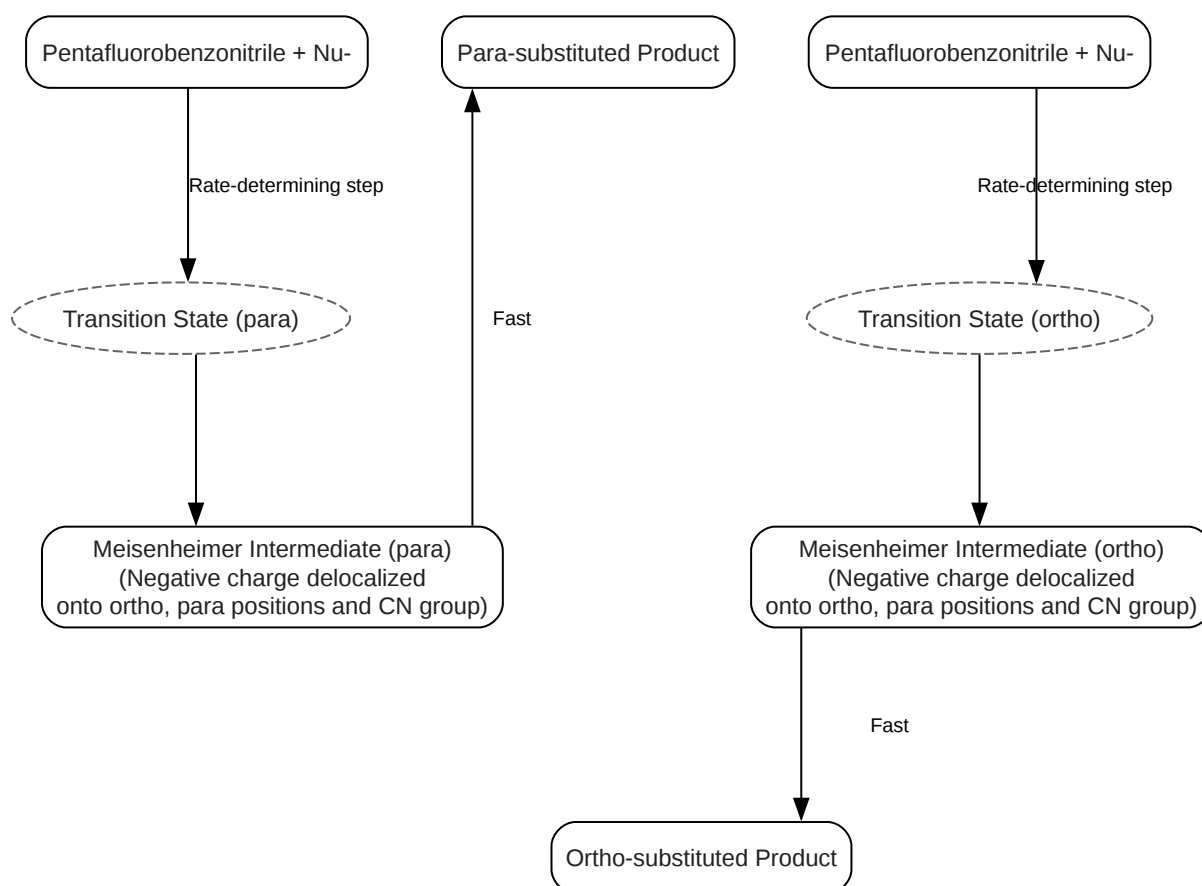 Pentafluorobenzonitrile + Nu-
Para-substituted Product
Pentafluorobenzonitrile + Nu-
Rate-determining step
Rate-determining step
Transition State (para)
Fast
Transition State (ortho)
Meisenheimer Intermediate (para)
(Negative charge delocalized
onto ortho, para positions and CN group)
Meisenheimer Intermediate (ortho)
(Negative charge delocalized
onto ortho, para positions and CN group)
Fast
Ortho-substituted Product